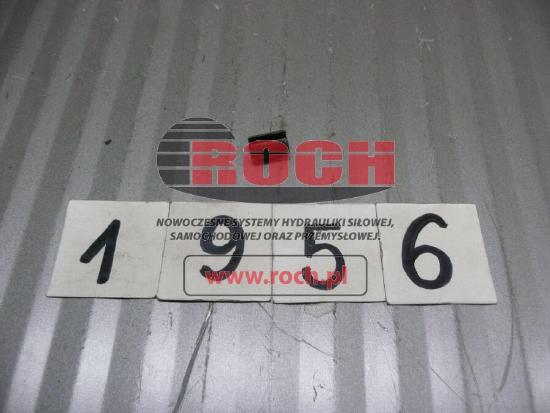 ROCH
NOWOCZESNE SYSTEMY HYDRAULIKI SIŁOWEJ,
SAMOCHODOWEJ ORAZ PRZEMYSŁOWEJ.
1 9 5 6
www.roch.pl